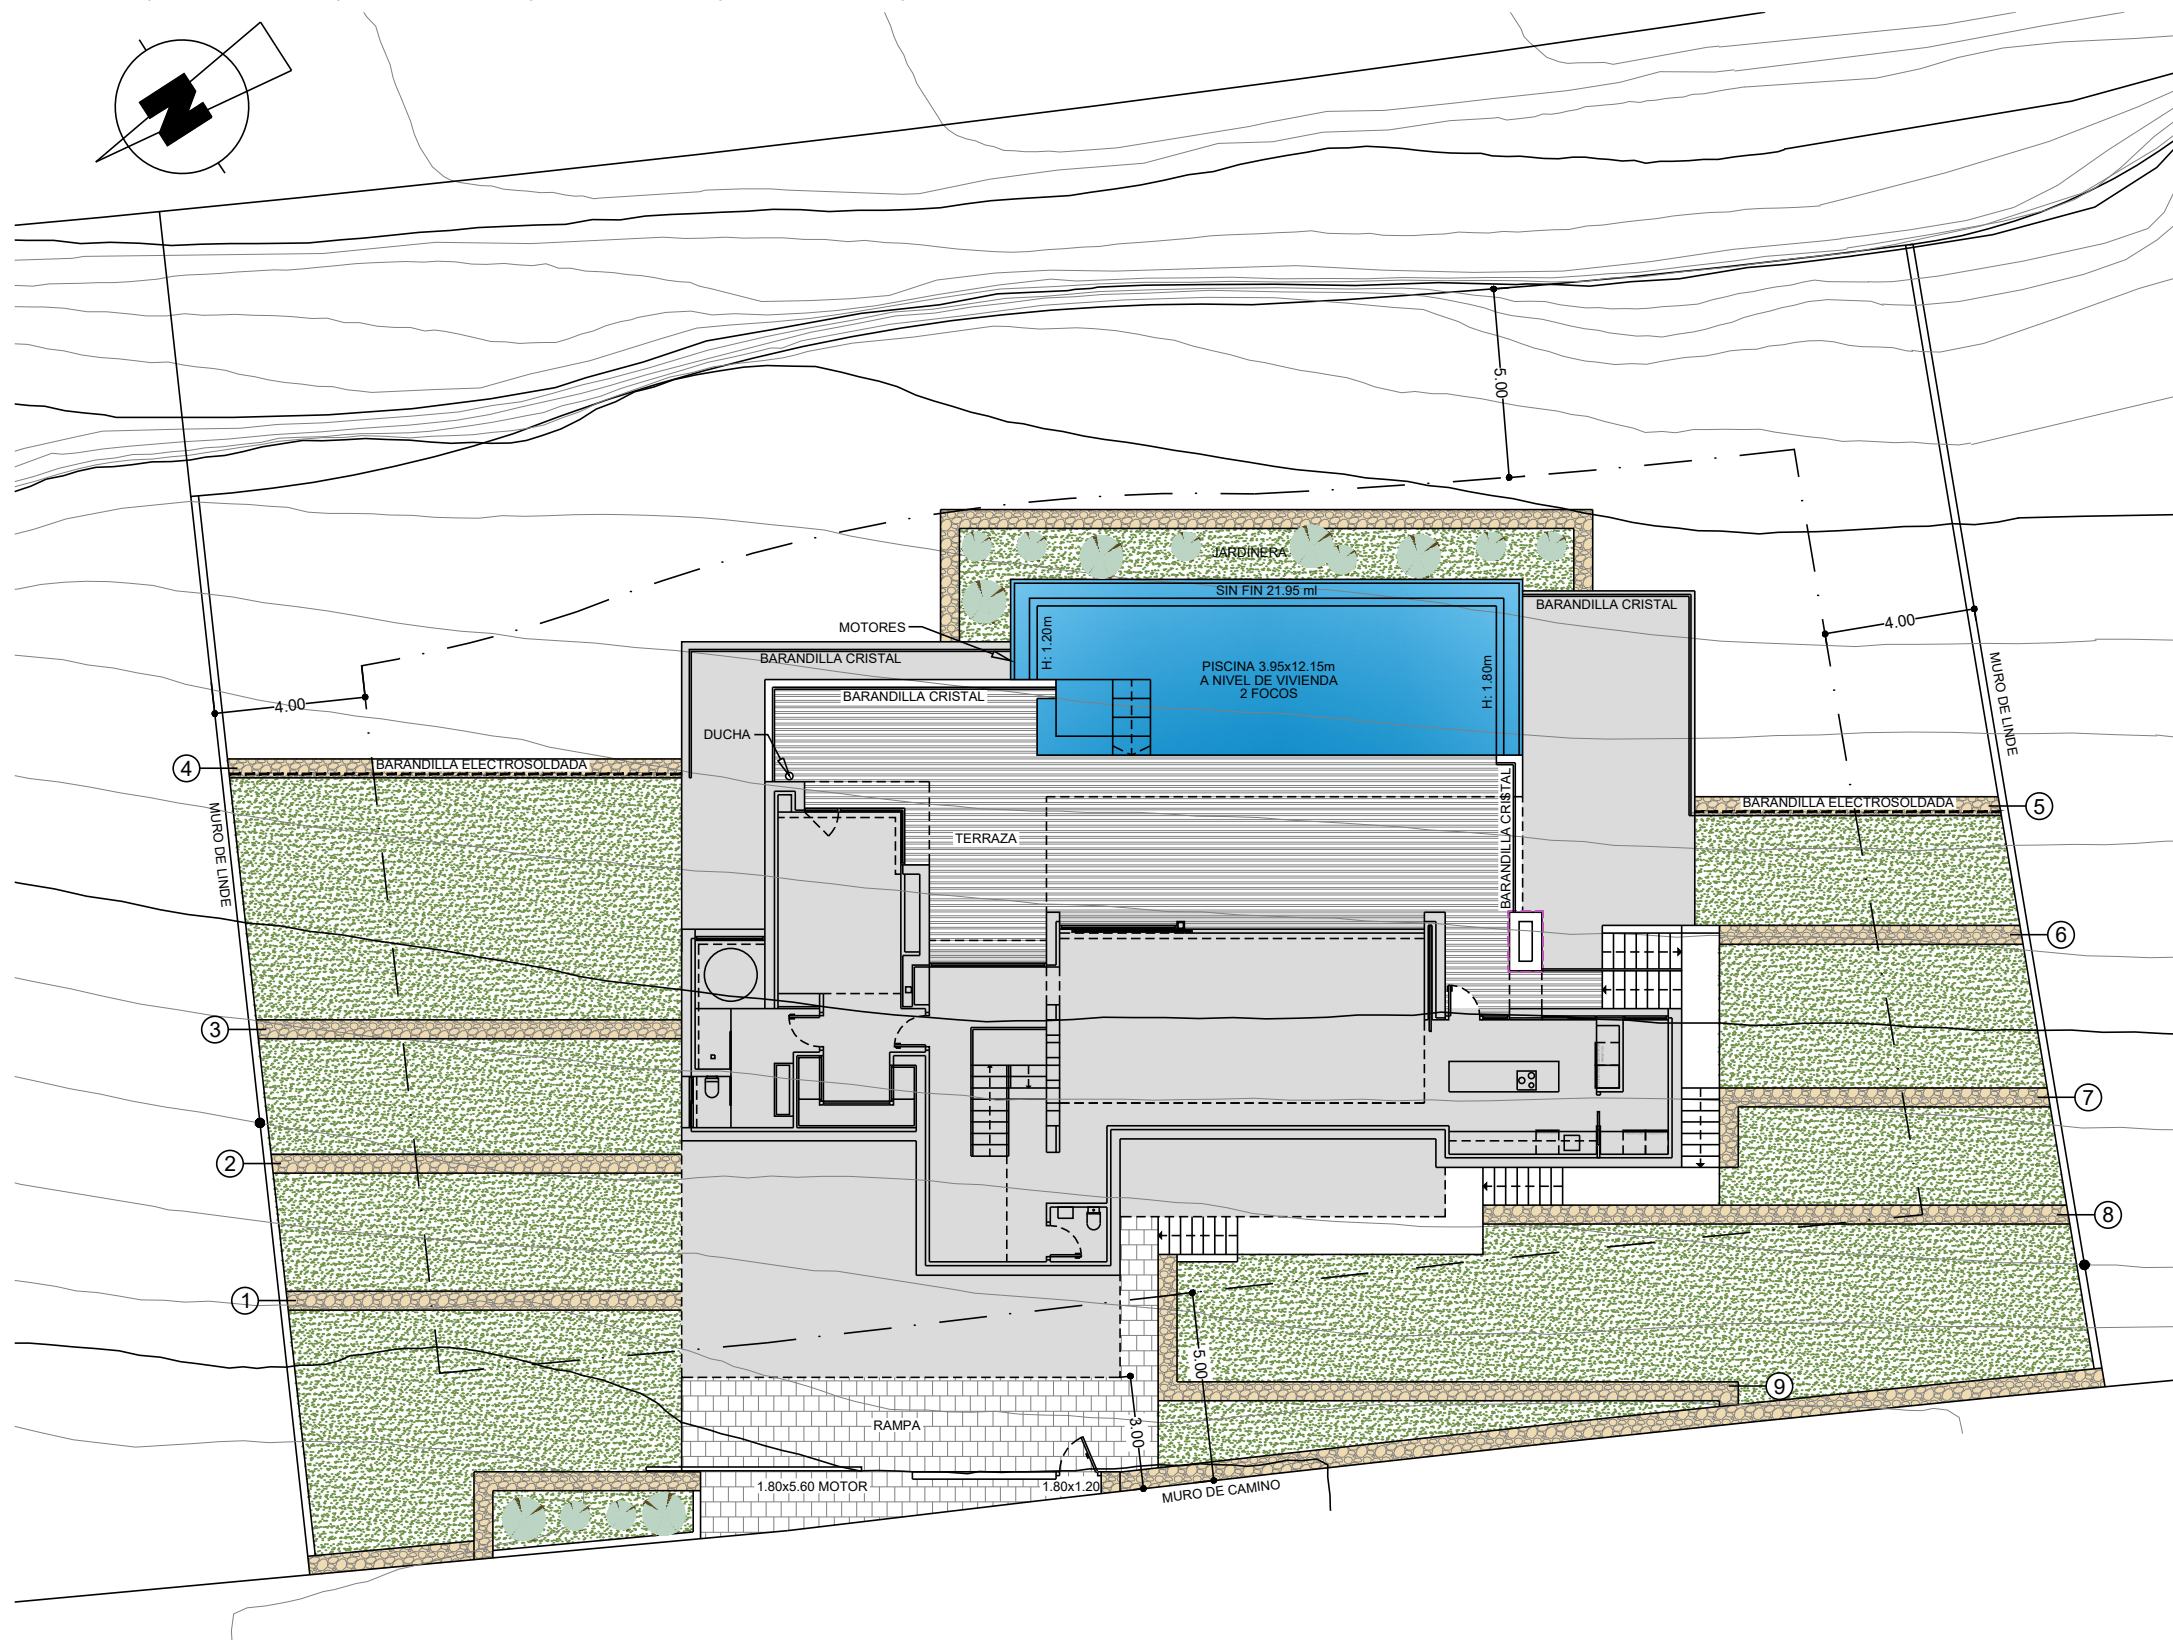 N
5.00
JARDINERA
SIN FIN 21.95 ml
BARANDILLA CRISTAL
4.00
MOTORES
H: 1.20m
BARANDILLA CRISTAL
PISCINA 3.95x12.15m
A NIVEL DE VIVIENDA
2 FOCOS
H: 1.80m
MURO DE LINDE
BARANDILLA CRISTAL
4.00
DUCHA
4
BARANDILLA ELECTROSOLDADA
BARANDILLA CRISTAL
BARANDILLA ELECTROSOLDADA
5
MURO DE LINDE
TERRAZA
6
3
7
2
8
1
5.00
9
RAMPA
3.00
1.80x5.60 MOTOR
1.80x1.20
MURO DE CAMINO